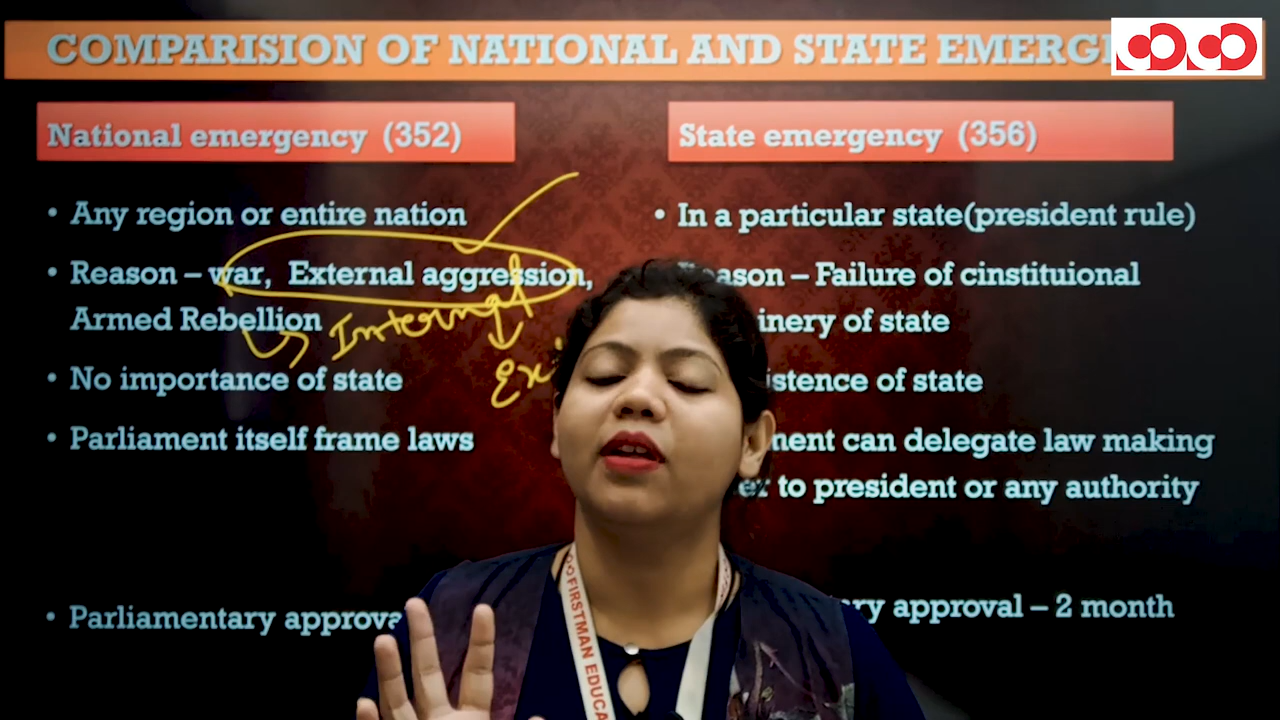 COMPARISION OF NATIONAL AND STATE EMERG
National emergency (352)
State emergency (356)
• Any region or entire nation
• Reason – war, External aggression,
Armed Rebellion
Internal
Ex
• No importance of state
• Parliament itself frame laws
• Parliamentary approva
• In a particular state(president rule)
eason – Failure of cinstituional
inery of state
istence of state
ment can delegate law making
er to president or any authority
ry approval – 2 month
FIRSTMAN EDUCA